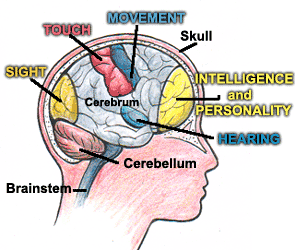 MOVEMENT
TOUCH
Skull
SIGHT
INTELLIGENCE
and
PERSONALITY
Cerebrum
HEARING
Cerebellum
Brainstem